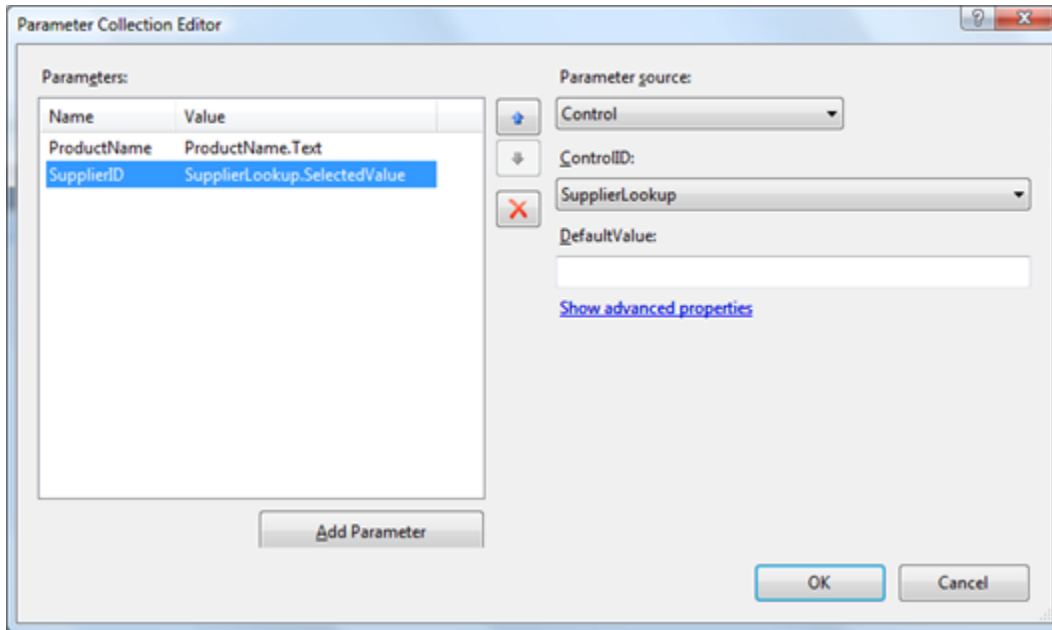 Parameter Collection Editor
?
Parameters:
Name Value
ProductName ProductName.Text
SupplierID SupplierLookup.SelectedValue
Add Parameter
Parameter source:
Control
ControlID:
SupplierLookup
DefaultValue:
Show advanced properties
OK Cancel